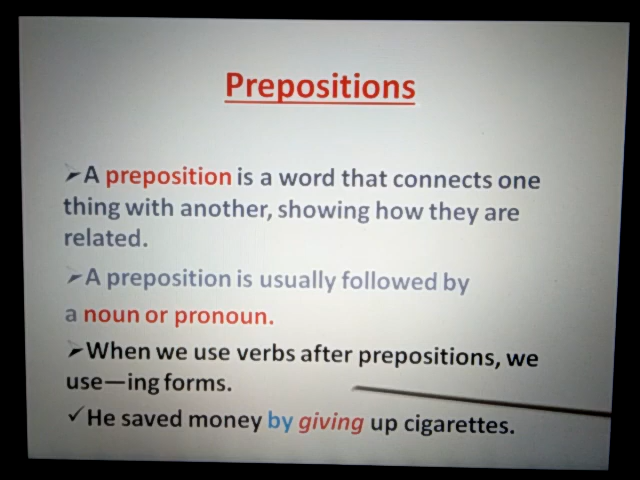 Prepositions
➢A preposition is a word that connects one
thing with another, showing how they are
related.
➢A preposition is usually followed by
a noun or pronoun.
➢When we use verbs after prepositions, we
use—ing forms.
✓He saved money by giving up cigarettes.